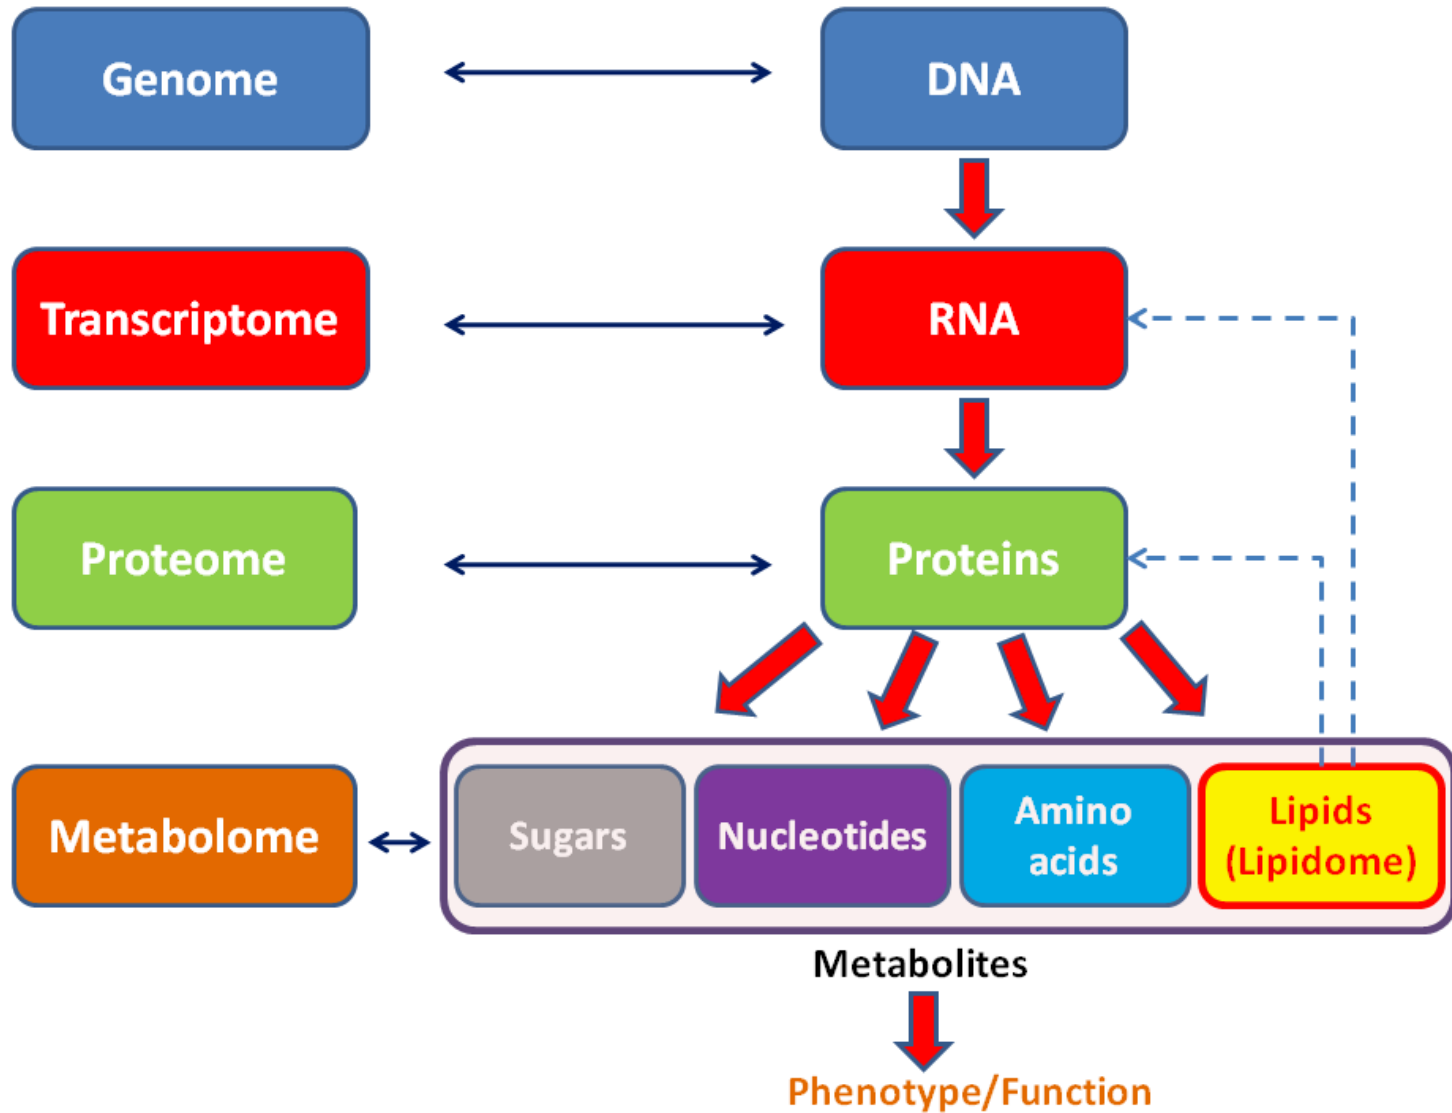 Genome
DNA
Transcriptome
RNA
Proteome
Proteins
Metabolome
Sugars
Nucleotides
Amino
acids
Lipids
(Lipidome)
Metabolites
Phenotype/Function